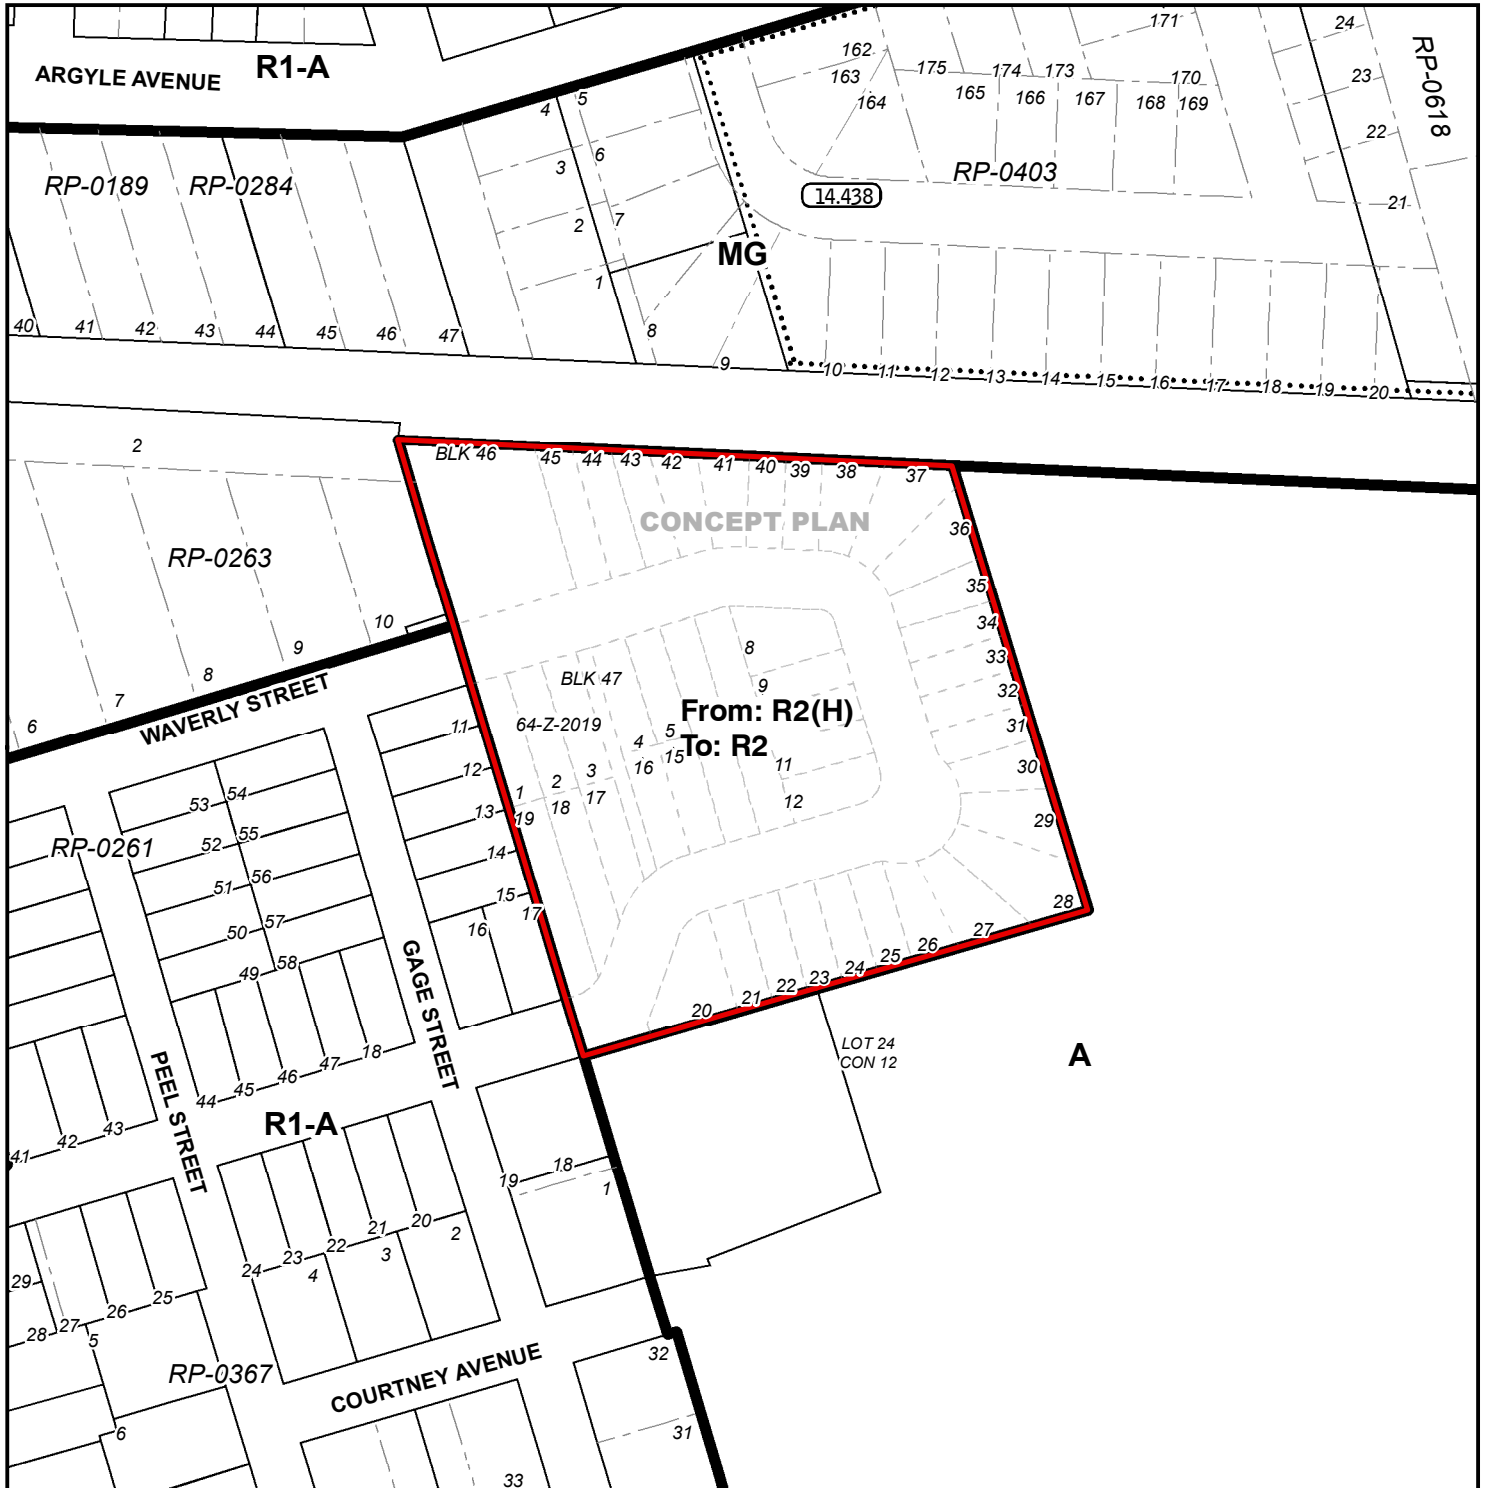 ARGYLE AVENUE
R1-A
RP-0189
RP-0284
40 41 42 43 44 45 46 47
4 5
3 6
2 7
1
8
9
MG
14.438
RP-0403
162
163
164
175 174 173
165 166 167 168 169
170
171
24
23
22
21
RP-0618
10 11 12 13 14 15 16 17 18 19 20
2
RP-0263
6 7 8 9 10
WAVERLY STREET
BLK 46
45 44 43 42 41 40 39 38 37
CONCEPT PLAN
36
35
34
33
32
31
30
29
28
27
26
25
24
23
22
21
20
BLK 47
64-Z-2019
From: R2(H)
To: R2
8
9
11
12
1 2 3 4 5
19 18 17 16 15
11
12
13
14
15
16
17
RP-0261
53 54
52 55
51 56
50 57
49 58
44 45 46 47 18
41 42 43
GAGE STREET
PEEL STREET
R1-A
LOT 24
CON 12
A
19 18
1
24 23 22 21 20
4 3 2
29
28 27 26 25
5
6
RP-0367
COURTNEY AVENUE
32
31
33